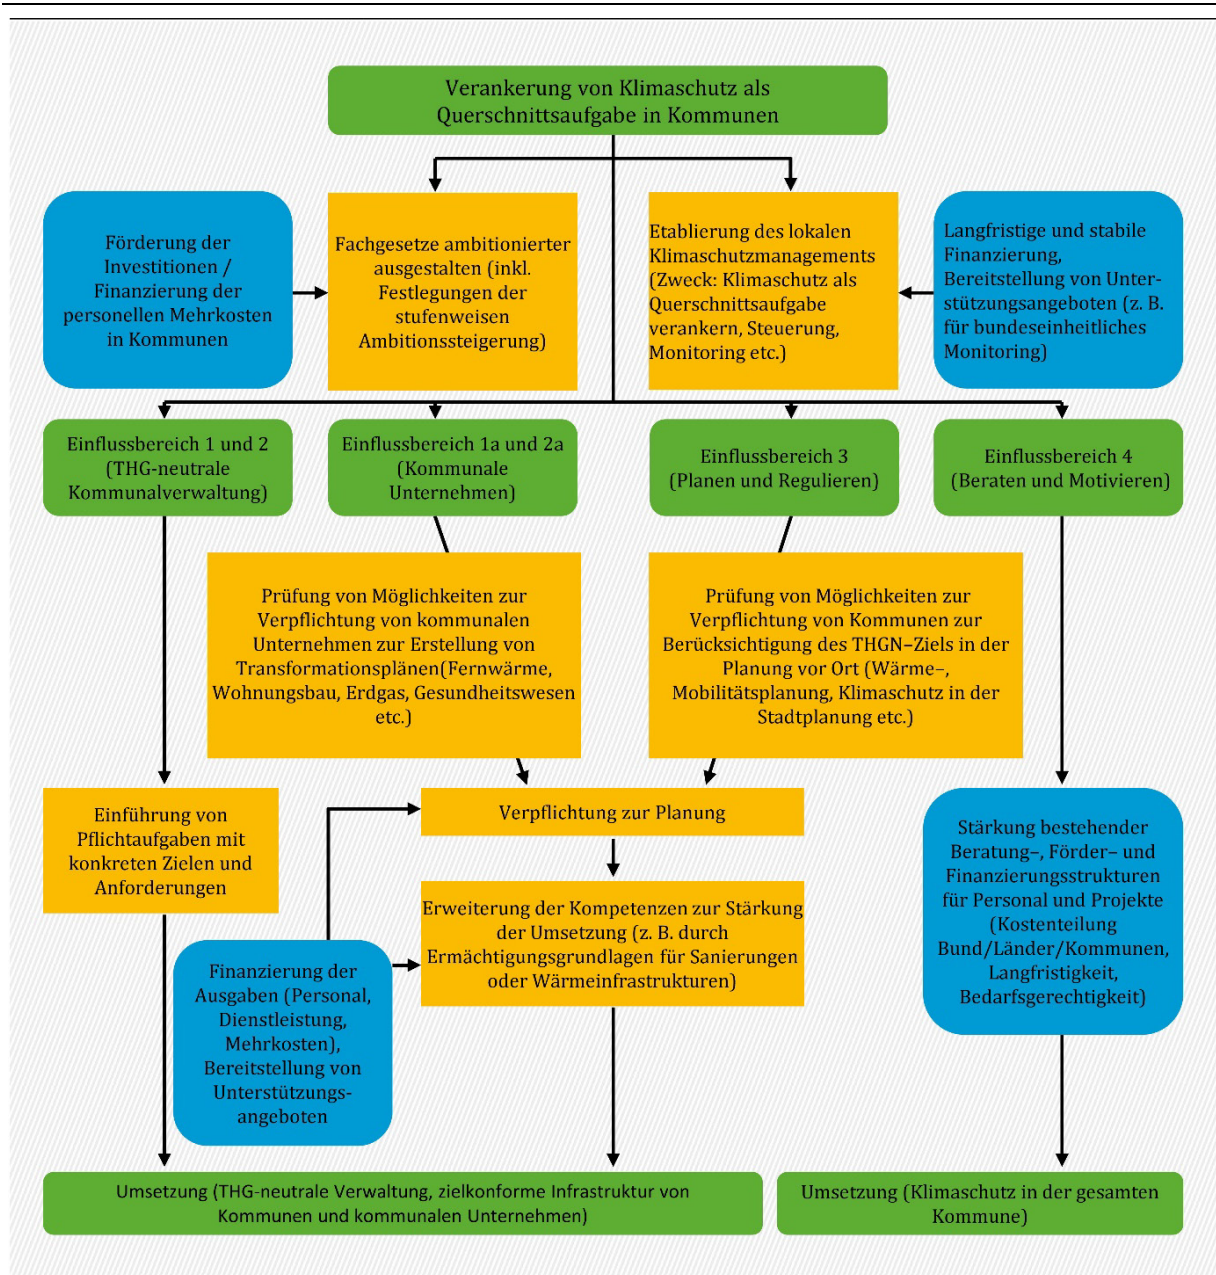 Verankerung von Klimaschutz als
Querschnittsaufgabe in Kommunen
Förderung der
Investitionen /
Finanzierung der
personellen Mehrkosten
in Kommunen
Fachgesetze ambitionierter
ausgestalten (inkl.
Festlegungen der
stufenweisen
Ambitionssteigerung)
Etablierung des lokalen
Klimaschutzmanagements
(Zweck: Klimaschutz als
Querschnittsaufgabe
verankern, Steuerung,
Monitoring etc.)
Langfristige und stabile
Finanzierung,
Bereitstellung von Unter-
stützungsangeboten (z. B.
für bundeseinheitliches
Monitoring)
Einflussbereich 1 und 2
(THG-neutrale
Kommunalverwaltung)
Einflussbereich 1a und 2a
(Kommunale
Unternehmen)
Einflussbereich 3
(Planen und Regulieren)
Einflussbereich 4
(Beraten und Motivieren)
Prüfung von Möglichkeiten zur
Verpflichtung von kommunalen
Unternehmen zur Erstellung von
Transformationsplänen(Fernwärme,
Wohnungsbau, Erdgas, Gesundheitswesen
etc.)
Prüfung von Möglichkeiten zur
Verpflichtung von Kommunen zur
Berücksichtigung des THGN–Ziels in der
Planung vor Ort (Wärme–,
Mobilitätsplanung, Klimaschutz in der
Stadtplanung etc.)
Einführung von
Pflichtaufgaben mit
konkreten Zielen und
Anforderungen
Verpflichtung zur Planung
Erweiterung der Kompetenzen zur Stärkung
der Umsetzung (z. B. durch
Ermächtigungsgrundlagen für Sanierungen
oder Wärmeinfrastrukturen)
Stärkung bestehender
Beratung–, Förder– und
Finanzierungsstrukturen
für Personal und Projekte
(Kostenteilung
Bund/Länder/Kommunen,
Langfristigkeit,
Bedarfsgerechtigkeit)
Finanzierung der
Ausgaben (Personal,
Dienstleistung,
Mehrkosten),
Bereitstellung von
Unterstützungs-
angeboten
Umsetzung (THG-neutrale Verwaltung, zielkonforme Infrastruktur von
Kommunen und kommunalen Unternehmen)
Umsetzung (Klimaschutz in der gesamten
Kommune)